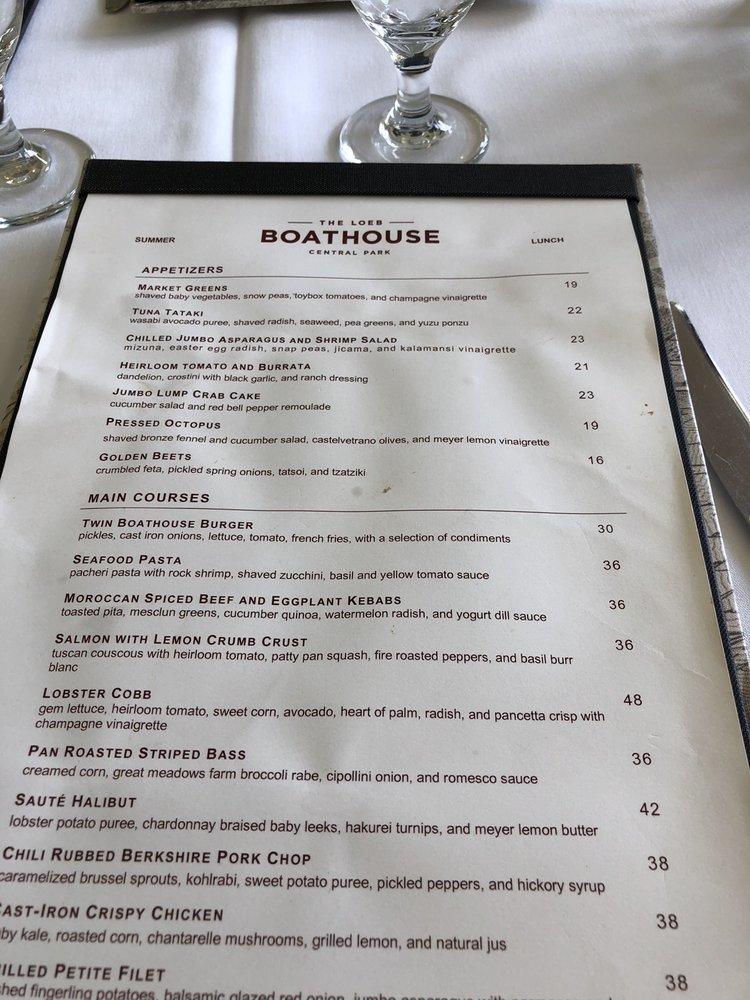 THE LOEB
SUMMER BOATHOUSE LUNCH
CENTRAL PARK
APPETIZERS
MARKET GREENS 19
shaved baby vegetables, snow peas, toybox tomatoes, and champagne vinaigrette
TUNA TATAKI 22
wasabi avocado puree, shaved radish, seaweed, pea greens, and yuzu ponzu
CHILLED JUMBO ASPARAGUS AND SHRIMP SALAD 23
mizuna, easter egg radish, snap peas, jicama, and kalamansi vinaigrette
HEIRLOOM TOMATO AND BURRATA 21
dandelion, crostini with black garlic, and ranch dressing
JUMBO LUMP CRAB CAKE 23
cucumber salad and red bell pepper remoulade
PRESSED OCTOPUS 19
shaved bronze fennel and cucumber salad, castelvetrano olives, and meyer lemon vinaigrette
GOLDEN BEETS 16
crumbled feta, pickled spring onions, tatsoi, and tzatziki
MAIN COURSES
TWIN BOATHOUSE BURGER 30
pickles, cast iron onions, lettuce, tomato, french fries, with a selection of condiments
SEAFOOD PASTA 36
pacheri pasta with rock shrimp, shaved zucchini, basil and yellow tomato sauce
MOROCCAN SPICED BEEF AND EGGPLANT KEBABS 36
toasted pita, mesclun greens, cucumber quinoa, watermelon radish, and yogurt dill sauce
SALMON WITH LEMON CRUMB CRUST 36
tuscan couscous with heirloom tomato, patty pan squash, fire roasted peppers, and basil burr
blanc
LOBSTER COBB 48
gem lettuce, heirloom tomato, sweet corn, avocado, heart of palm, radish, and pancetta crisp with
champagne vinaigrette
PAN ROASTED STRIPED BASS 36
creamed corn, great meadows farm broccoli rabe, cipollini onion, and romesco sauce
SAUTÉ HALIBUT 42
lobster potato puree, chardonnay braised baby leeks, hakurei turnips, and meyer lemon butter
CHILI RUBBED BERKSHIRE PORK CHOP 38
caramelized brussel sprouts, kohlrabi, sweet potato puree, pickled peppers, and hickory syrup
CAST-IRON CRISPY CHICKEN 38
by kale, roasted corn, chantarelle mushrooms, grilled lemon, and natural jus
ILLED PETITE FILET 38
hed fingerling potatoes, balsamic glazed red onion, jumbo asparagus with